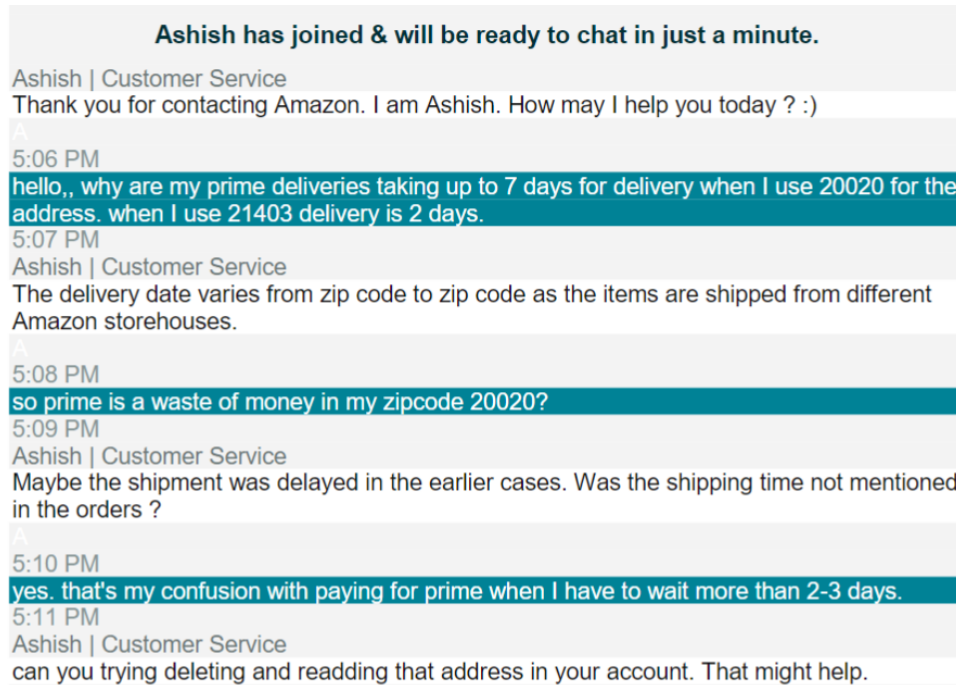 Ashish has joined & will be ready to chat in just a minute.
Ashish | Customer Service
Thank you for contacting Amazon. I am Ashish. How may I help you today ? :)
A
5:06 PM
hello,, why are my prime deliveries taking up to 7 days for delivery when I use 20020 for the
address. when I use 21403 delivery is 2 days.
5:07 PM
Ashish | Customer Service
The delivery date varies from zip code to zip code as the items are shipped from different
Amazon storehouses.
A
5:08 PM
so prime is a waste of money in my zipcode 20020?
5:09 PM
Ashish | Customer Service
Maybe the shipment was delayed in the earlier cases. Was the shipping time not mentioned
in the orders ?
A
5:10 PM
yes. that's my confusion with paying for prime when I have to wait more than 2-3 days.
5:11 PM
Ashish | Customer Service
can you trying deleting and readding that address in your account. That might help.